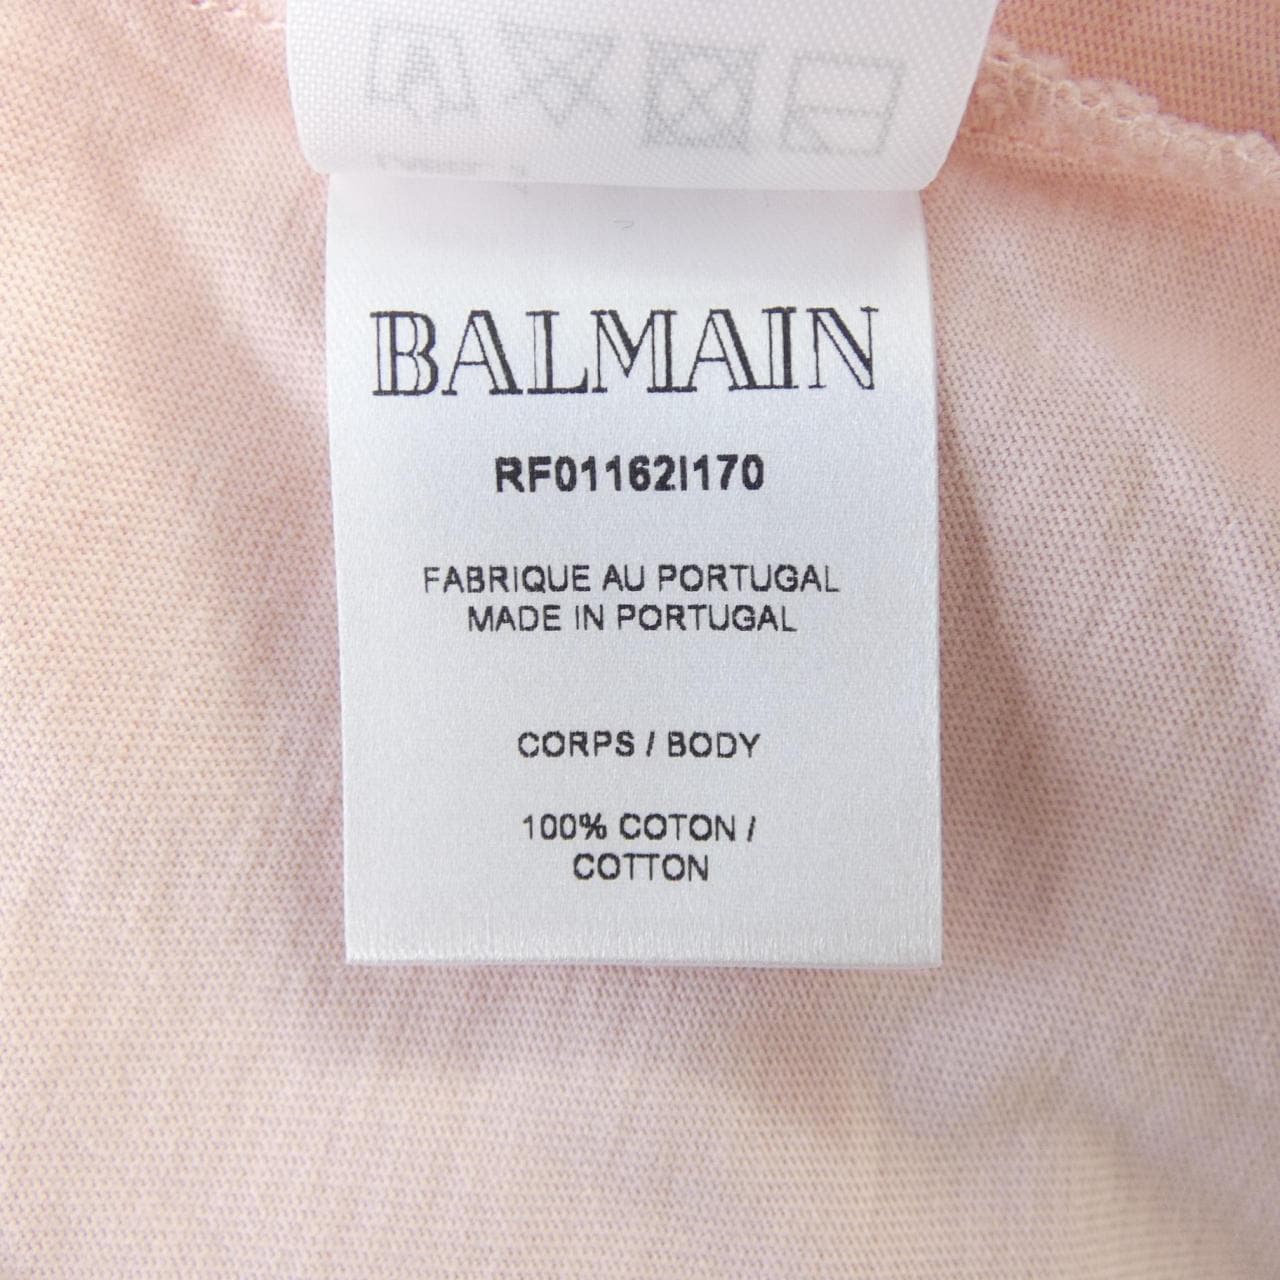 BALMAIN
RF01162I170
FABRIQUE AU PORTUGAL
MADE IN PORTUGAL
CORPS / BODY
100% COTON /
COTTON